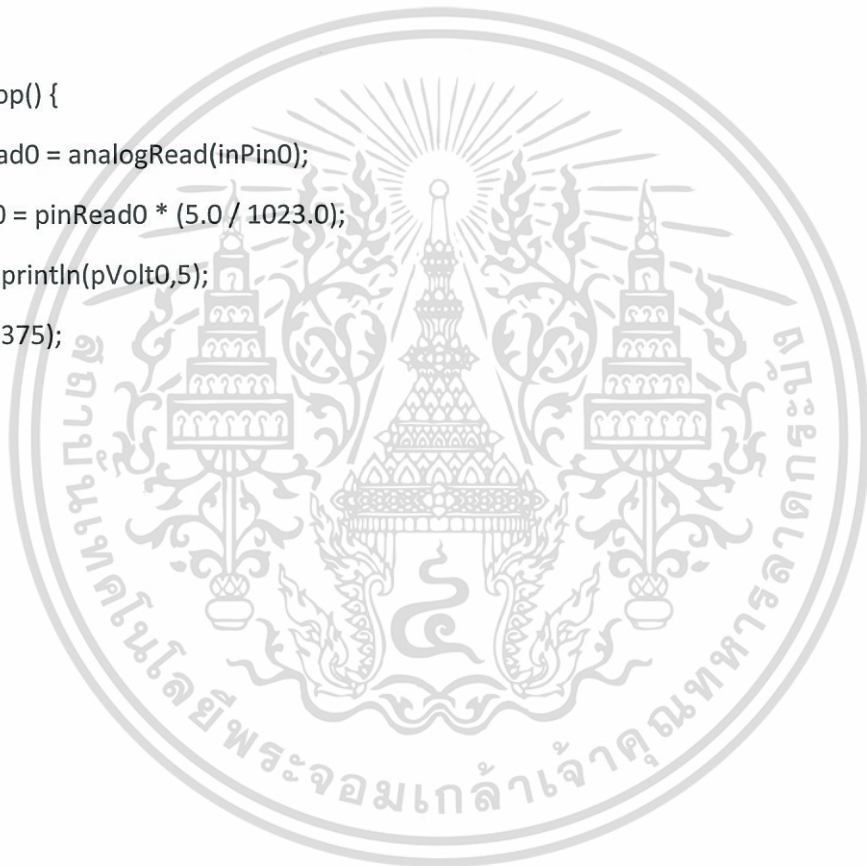 op() {
ad0 = analogRead(inPin0);
0 = pinRead0 * (5.0 / 1023.0);
println(pVolt0,5);
375);
สถาบันเทคโนโลยีพระจอมเกล้าเจ้าคุณทหารลาดกระบัง